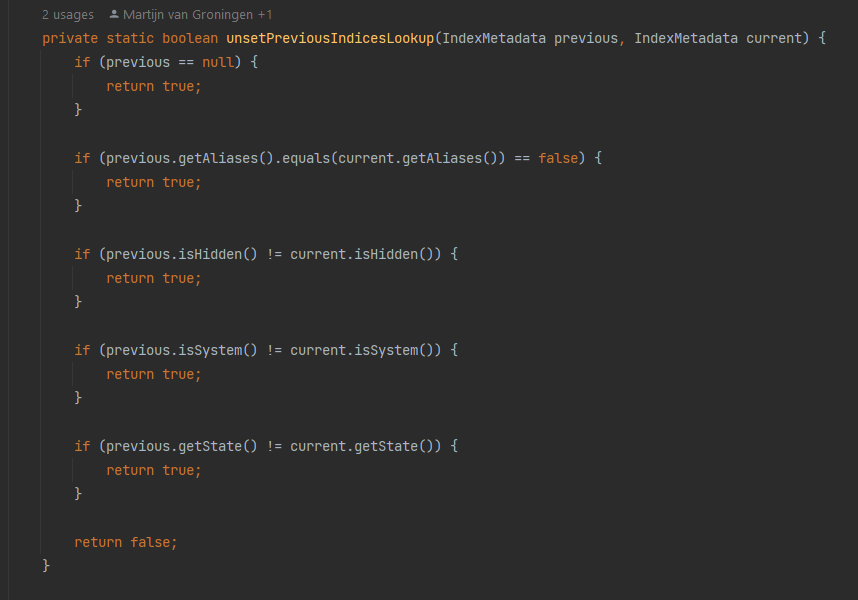 2 usages Martijn van Groningen +1
private static boolean unsetPreviousIndicesLookup(IndexMetadata previous, IndexMetadata current) {
    if (previous == null) {
        return true;
    }

    if (previous.getAliases().equals(current.getAliases()) == false) {
        return true;
    }

    if (previous.isHidden() != current.isHidden()) {
        return true;
    }

    if (previous.isSystem() != current.isSystem()) {
        return true;
    }

    if (previous.getState() != current.getState()) {
        return true;
    }

    return false;
}